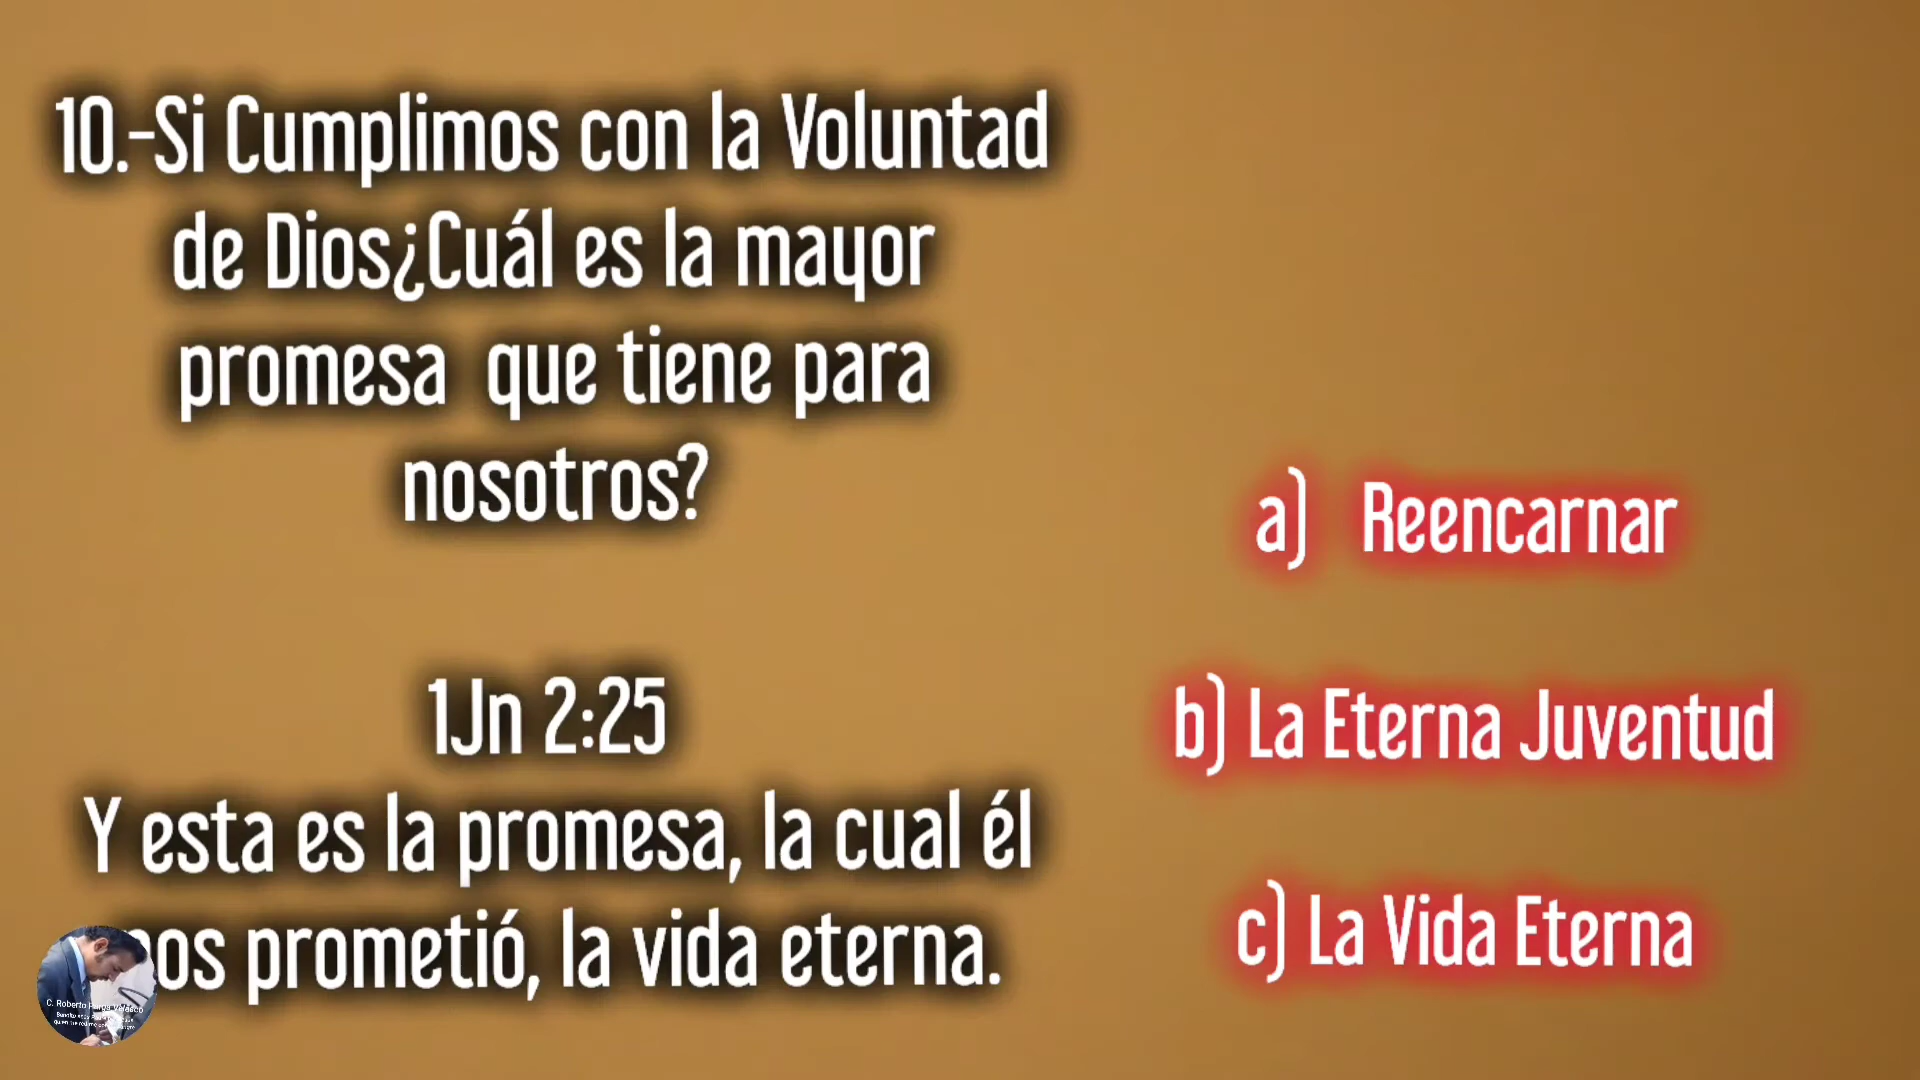 10.-Si Cumplimos con la Voluntad
de Dios¿Cuál es la mayor
promesa que tiene para
nosotros?
1Jn 2:25
Y esta es la promesa, la cual él
nos prometió, la vida eterna.
a) Reencarnar
b) La Eterna Juventud
c) La Vida Eterna
C. Roberto